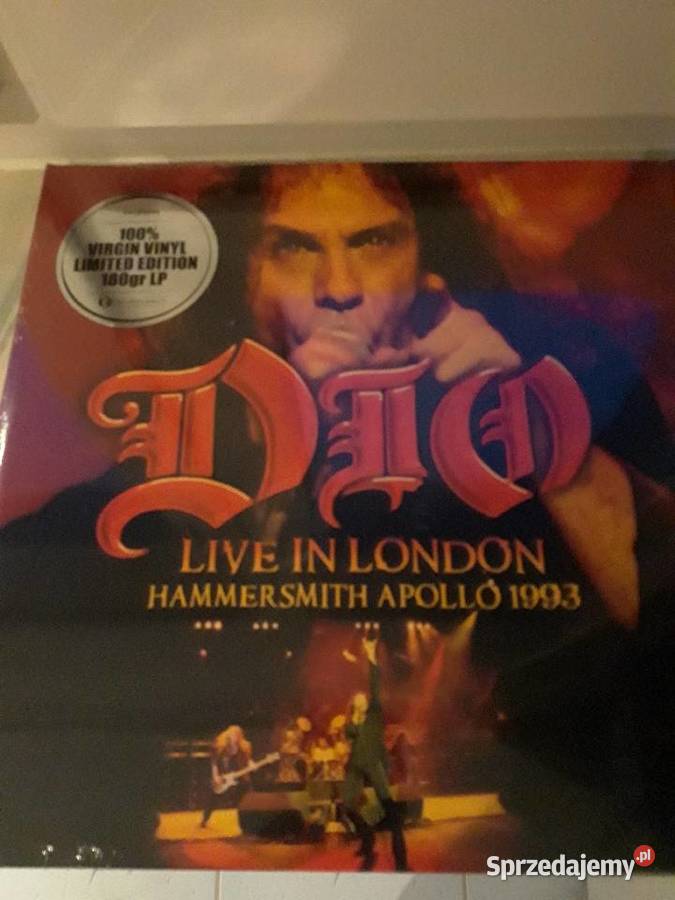 100%
VIRGIN VINYL
LIMITED EDITION
180gr LP
DIO
LIVE IN LONDON
HAMMERSMITH APOLLO 1993
Sprzedajemy.pl